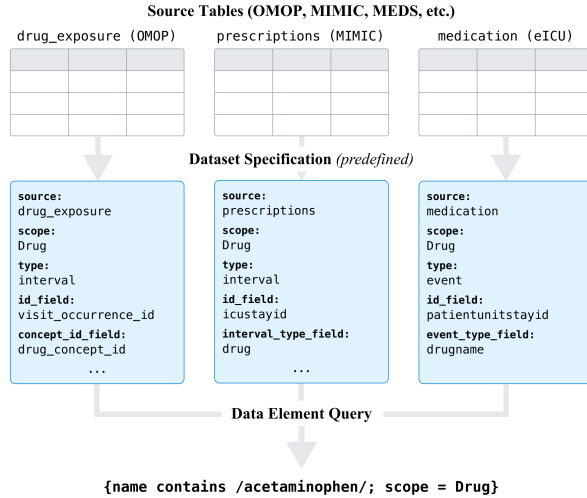 Source Tables (OMOP, MIMIC, MEDS, etc.)
drug_exposure (OMOP)
prescriptions (MIMIC)
medication (eICU)
Dataset Specification (predefined)
source:
drug_exposure
scope:
Drug
type:
interval
id_field:
visit_occurrence_id
concept_id_field:
drug_concept_id
...
source:
prescriptions
scope:
Drug
type:
interval
id_field:
icustayid
interval_type_field:
drug
...
source:
medication
scope:
Drug
type:
event
id_field:
patientunitstayid
event_type_field:
drugname
Data Element Query
{name contains /acetaminophen/; scope = Drug}